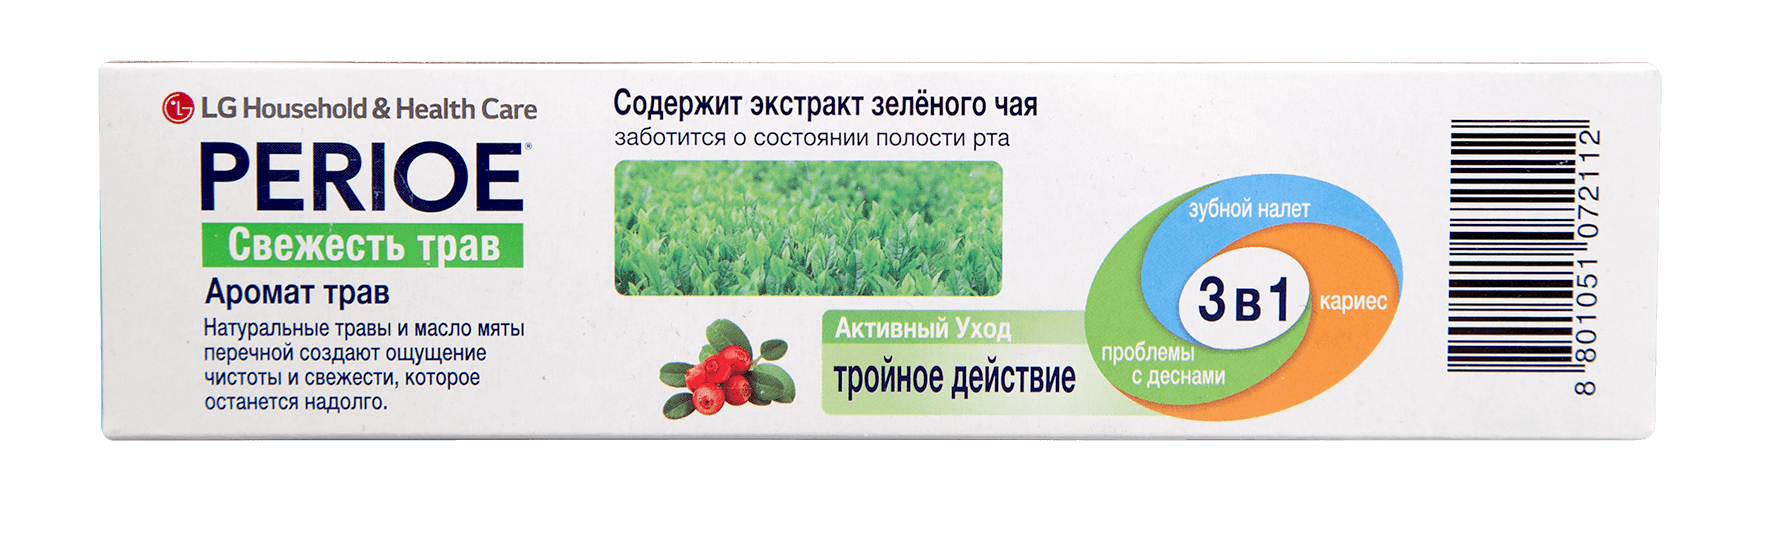 LG Household & Health Care
PERIOE®
Свежесть трав
Аромат трав
Натуральные травы и масло мяты
перечной создают ощущение
чистоты и свежести, которое
останется надолго.
Содержит экстракт зелёного чая
заботится о состоянии полости рта
Активный Уход
тройное действие
зубной налет
3 в 1
кариес
проблемы
с деснами
8 801051 072112